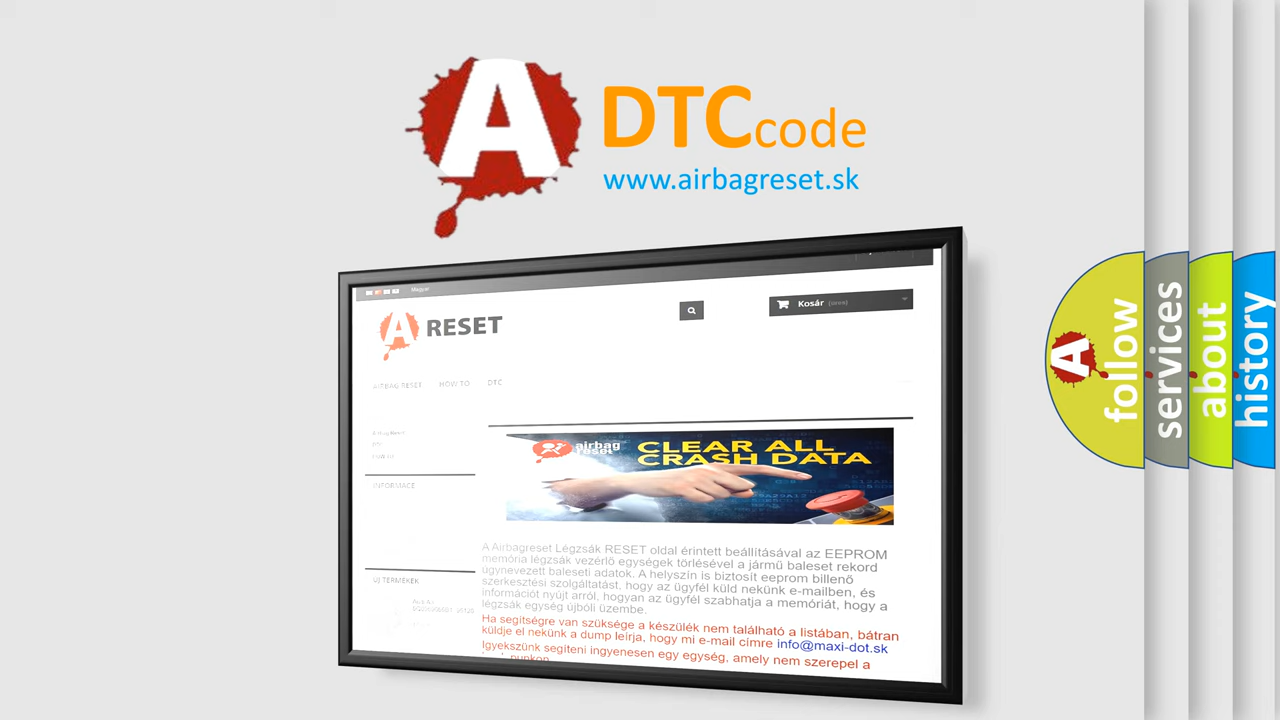 A DTCcode
www.airbagreset.sk
Magyar
A RESET
Kosár (üres)
AIRBAG RESET HOW TO DTC
INFORMACE
airbag
reset
CLEAR ALL
CRASH DATA
A Airbagreset Légzsák RESET oldal érintett beállításával az EEPROM
memória légzsák vezérlő egységek törlésével a jármű baleset rekord
úgynevezett baleseti adatok. A helyszín is biztosít eeprom billenő
szerkesztési szolgáltatást, hogy az ügyfél küld nekünk e-mailben, és
információt nyújt arról, hogyan az ügyfél szabhatja a memóriát, hogy a
légzsák egység újbóli üzembe.
Ha segítségre van szüksége a készülék nem található a listában, bátran
küldje el nekünk a dump leírja, hogy mi e-mail címre info@maxi-dot.sk
Igyekszünk segíteni ingyenesen egy egység, amely nem szerepel a
ÚJ TERMÉKEK
A follow
services
about
history